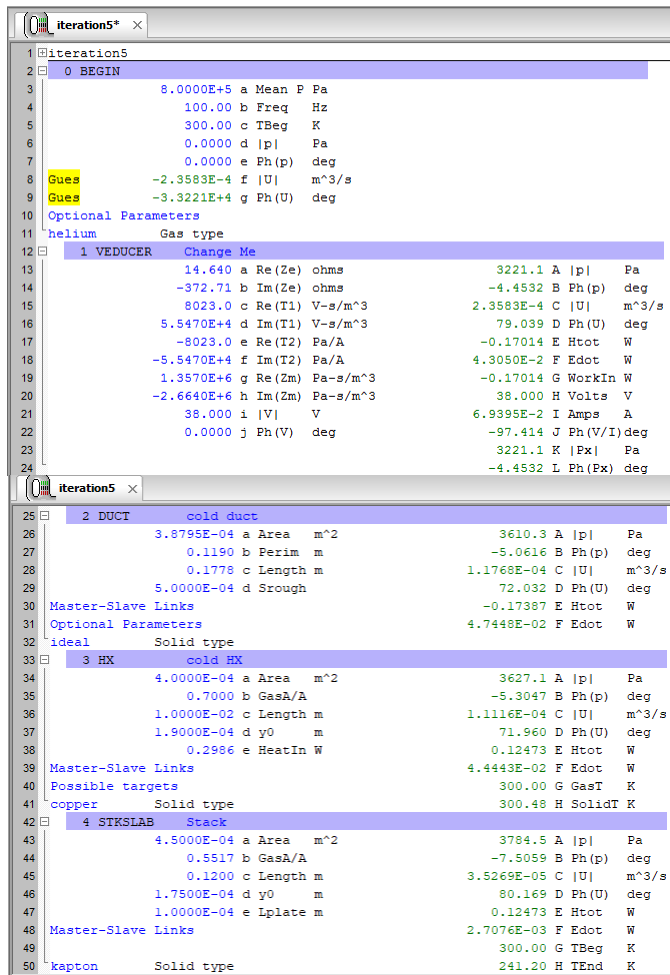 iteration5*
1 iteration5
2 0 BEGIN
3 8.0000E+5 a Mean P Pa
4 100.00 b Freq Hz
5 300.00 c TBeg K
6 0.0000 d |p| Pa
7 0.0000 e Ph(p) deg
8 Gues -2.3583E-4 f |U| m^3/s
9 Gues -3.3221E+4 g Ph(U) deg
10 Optional Parameters
11 helium Gas type
12 1 VEDUCER Change Me
13 14.640 a Re(Ze) ohms 3221.1 A |p| Pa
14 -372.71 b Im(Ze) ohms -4.4532 B Ph(p) deg
15 8023.0 c Re(T1) V-s/m^3 2.3583E-4 C |U| m^3/s
16 5.5470E+4 d Im(T1) V-s/m^3 79.039 D Ph(U) deg
17 -8023.0 e Re(T2) Pa/A -0.17014 E Htot W
18 -5.5470E+4 f Im(T2) Pa/A 4.3050E-2 F Edot W
19 1.3570E+6 g Re(Zm) Pa-s/m^3 -0.17014 G WorkIn W
20 -2.6640E+6 h Im(Zm) Pa-s/m^3 38.000 H Volts V
21 38.000 i |V| V 6.9395E-2 I Amps A
22 0.0000 j Ph(V) deg -97.414 J Ph(V/I)deg
23 3221.1 K |Px| Pa
24 -4.4532 L Ph(Px) deg
iteration5
25 2 DUCT cold duct
26 3.8795E-04 a Area m^2 3610.3 A |p| Pa
27 0.1190 b Perim m -5.0616 B Ph(p) deg
28 0.1778 c Length m 1.1768E-04 C |U| m^3/s
29 5.0000E-04 d Srough 72.032 D Ph(U) deg
30 Master-Slave Links -0.17387 E Htot W
31 Optional Parameters 4.7448E-02 F Edot W
32 ideal Solid type
33 3 HX cold HX
34 4.0000E-04 a Area m^2 3627.1 A |p| Pa
35 0.7000 b GasA/A -5.3047 B Ph(p) deg
36 1.0000E-02 c Length m 1.1116E-04 C |U| m^3/s
37 1.9000E-04 d y0 m 71.960 D Ph(U) deg
38 0.2986 e HeatIn W 0.12473 E Htot W
39 Master-Slave Links 4.4443E-02 F Edot W
40 Possible targets 300.00 G GasT K
41 copper Solid type 300.48 H SolidT K
42 4 STKSLAB Stack
43 4.5000E-04 a Area m^2 3784.5 A |p| Pa
44 0.5517 b GasA/A -7.5059 B Ph(p) deg
45 0.1200 c Length m 3.5269E-05 C |U| m^3/s
46 1.7500E-04 d y0 m 80.169 D Ph(U) deg
47 1.0000E-04 e Lplate m 0.12473 E Htot W
48 Master-Slave Links 2.7076E-03 F Edot W
49 300.00 G TBeg K
50 kapton Solid type 241.20 H TEnd K